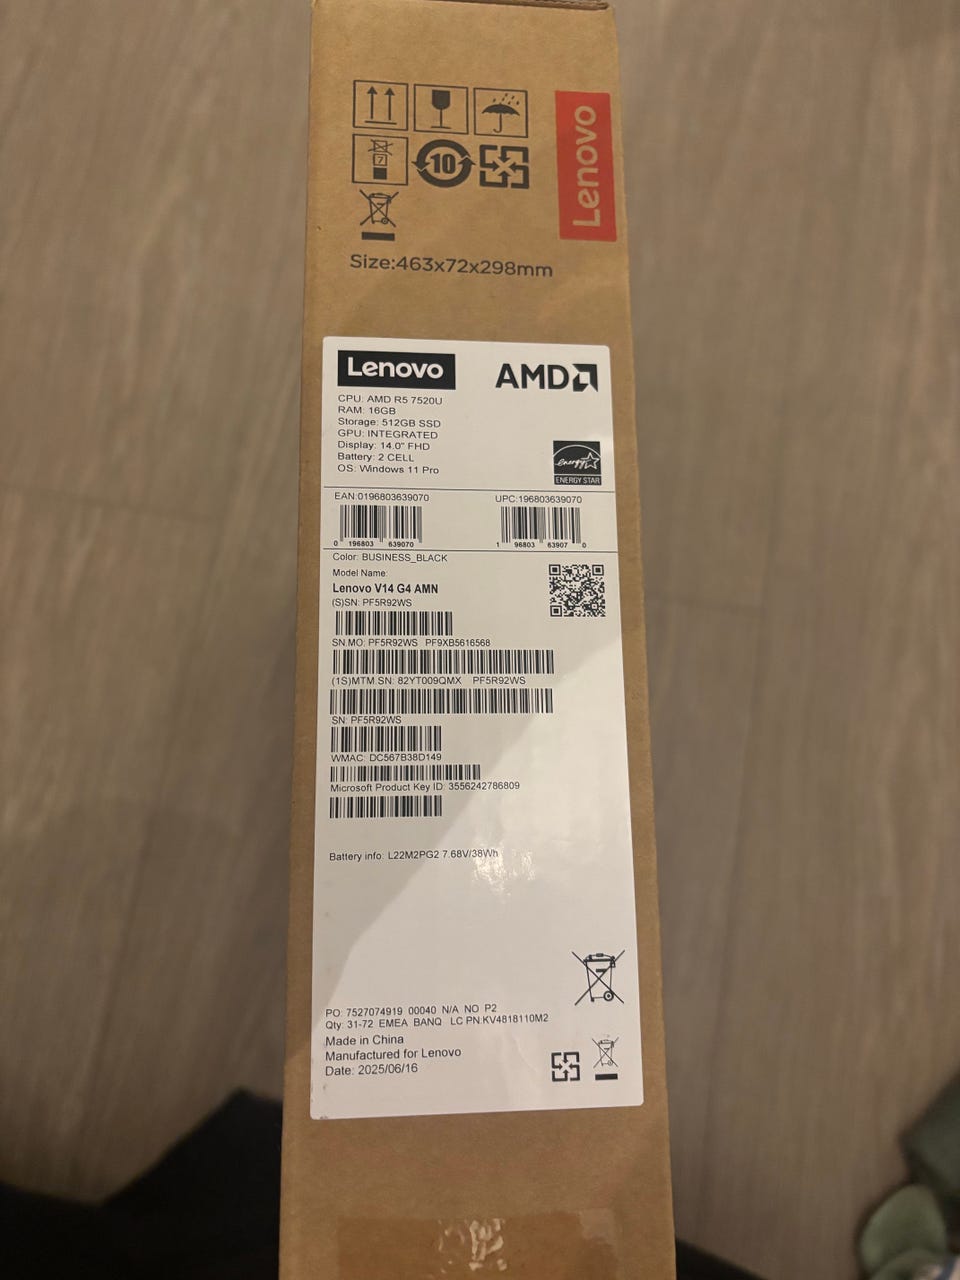 Lenovo
7
10
Size:463x72x298mm
Lenovo
AMD
CPU: AMD R5 7520U
RAM: 16GB
Storage: 512GB SSD
GPU: INTEGRATED
Display: 14.0" FHD
Battery: 2 CELL
OS: Windows 11 Pro
energy
ENERGY STAR
EAN:0196803639070
UPC:196803639070
0 196803 639070
1 96803 63907 0
Color: BUSINESS_BLACK
Model Name:
Lenovo V14 G4 AMN
(S)SN: PF5R92WS
SN.MO: PF5R92WS PF9XB5616568
(1S)MTM.SN: 82YT009QMX PF5R92WS
SN: PF5R92WS
WMAC: DC567B38D149
Microsoft Product Key ID: 3556242786809
Battery info: L22M2PG2 7.68V/38Wh
PO: 7527074919 00040 N/A NO P2
Qty: 31-72 EMEA BANQ LC PN:KV4818110M2
Made in China
Manufactured for Lenovo
Date: 2025/06/16